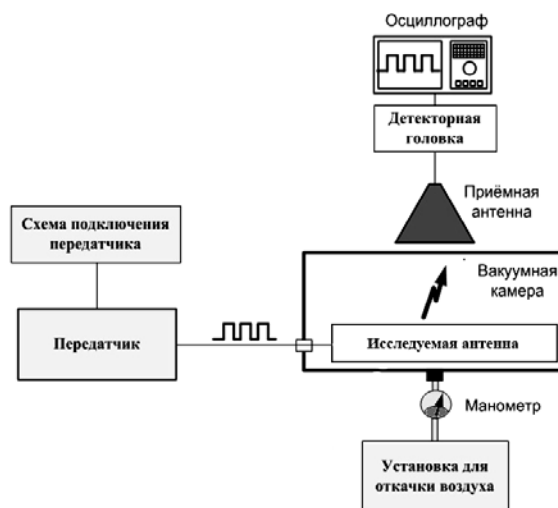 Осциллограф
Детекторная
головка
Приёмная
антенна
Схема подключения
передатчика
Вакуумная
камера
Передатчик
Исследуемая антенна
Манометр
Установка для
откачки воздуха